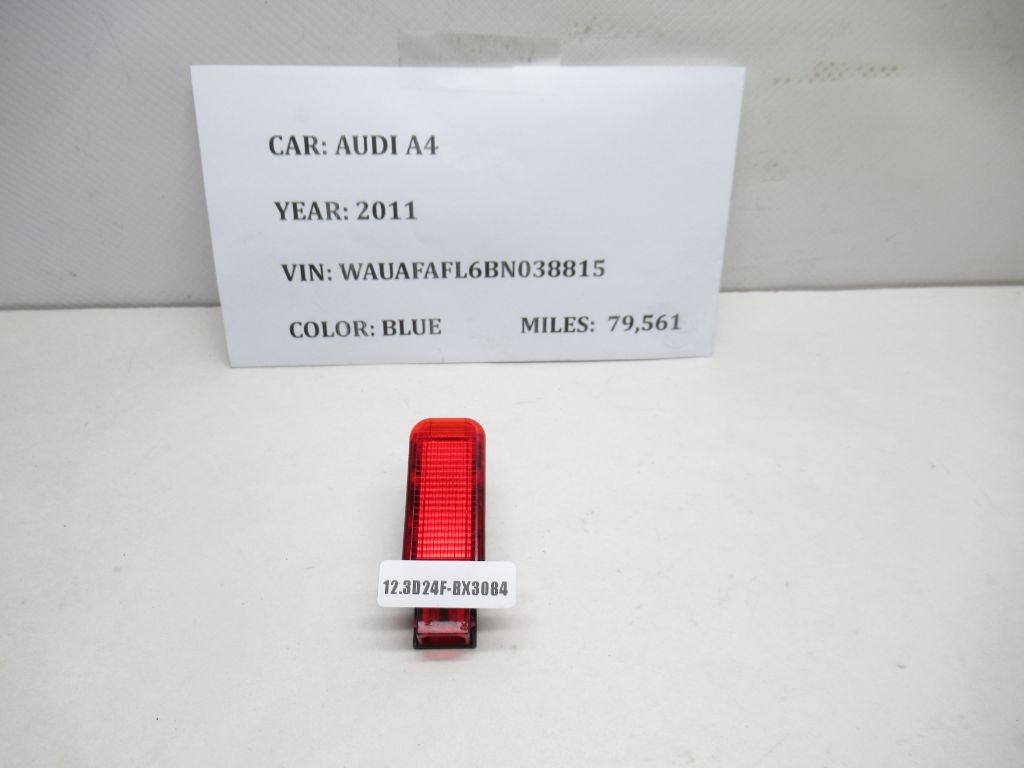 CAR: AUDI A4
YEAR: 2011
VIN: WAUAFAFL6BN038815
COLOR: BLUE MILES: 79,561
12.3D24F-BX3084